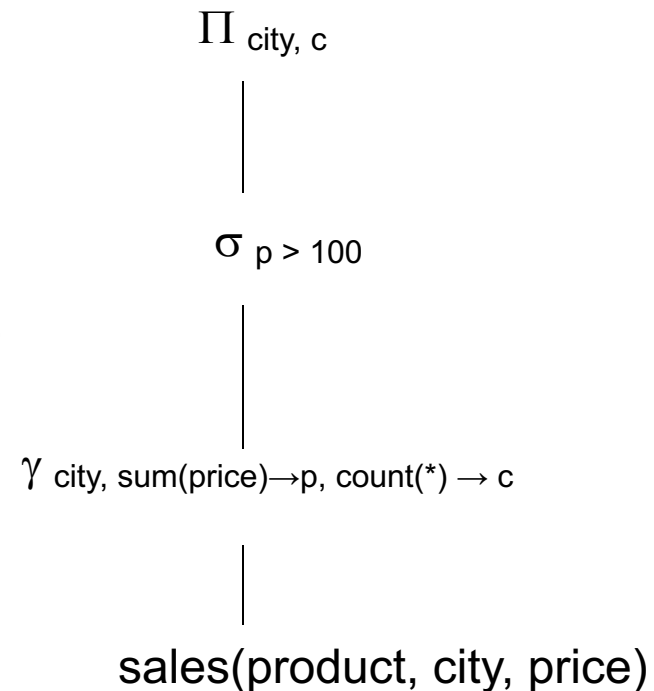 Π city, c
σ p > 100
γ city, sum(price)→p, count(*) → c
sales(product, city, price)